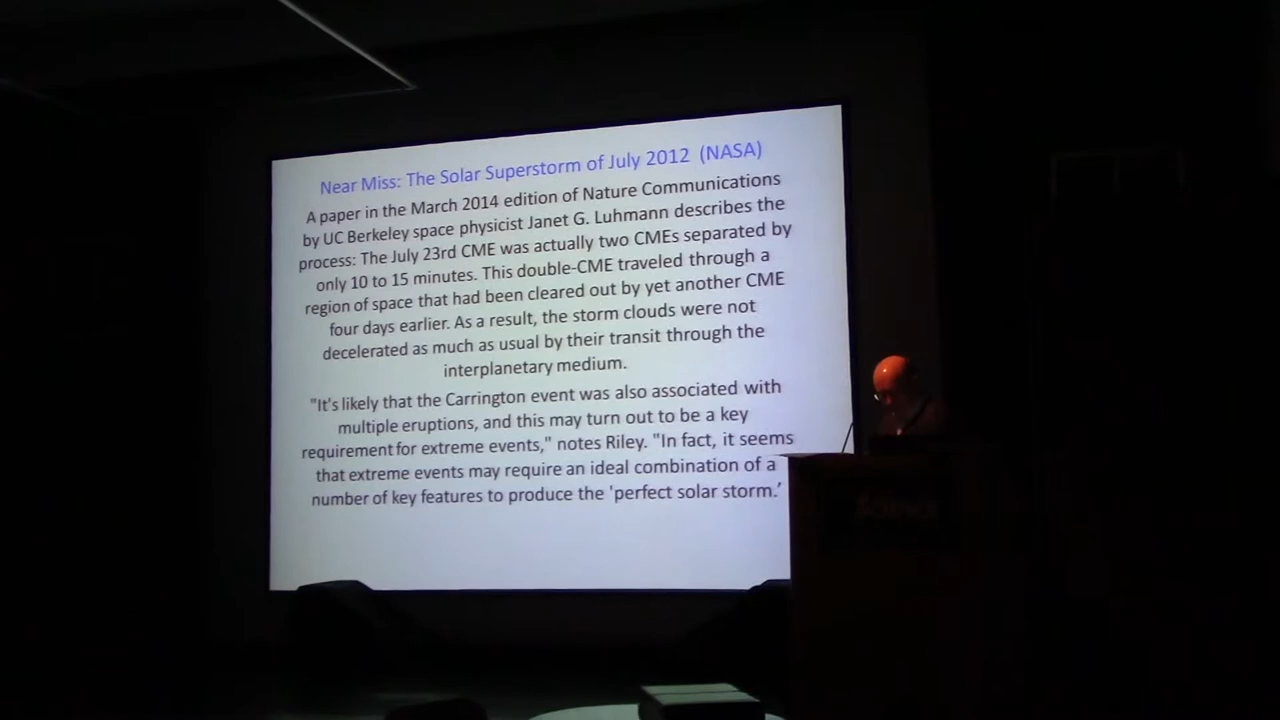 Near Miss: The Solar Superstorm of July 2012 (NASA)
A paper in the March 2014 edition of Nature Communications
by UC Berkeley space physicist Janet G. Luhmann describes the
process: The July 23rd CME was actually two CMEs separated by
only 10 to 15 minutes. This double-CME traveled through a
region of space that had been cleared out by yet another CME
four days earlier. As a result, the storm clouds were not
decelerated as much as usual by their transit through the
interplanetary medium.
"It's likely that the Carrington event was also associated with
multiple eruptions, and this may turn out to be a key
requirement for extreme events," notes Riley. "In fact, it seems
that extreme events may require an ideal combination of a
number of key features to produce the 'perfect solar storm.'
SCIENCE